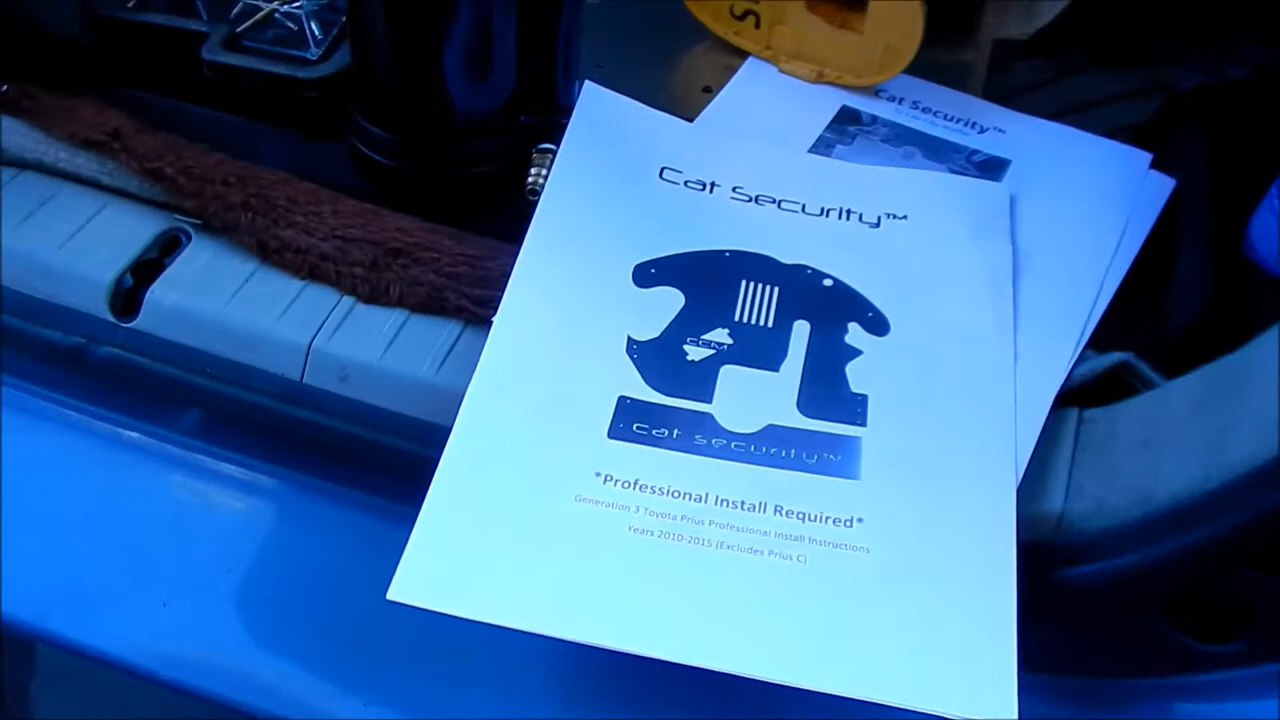 Cat Security™
Cat Security™
CCM
cat security™
*Professional Install Required*
Generation 3 Toyota Prius Professional Install Instructions
Years 2010-2015 (Excludes Prius C)